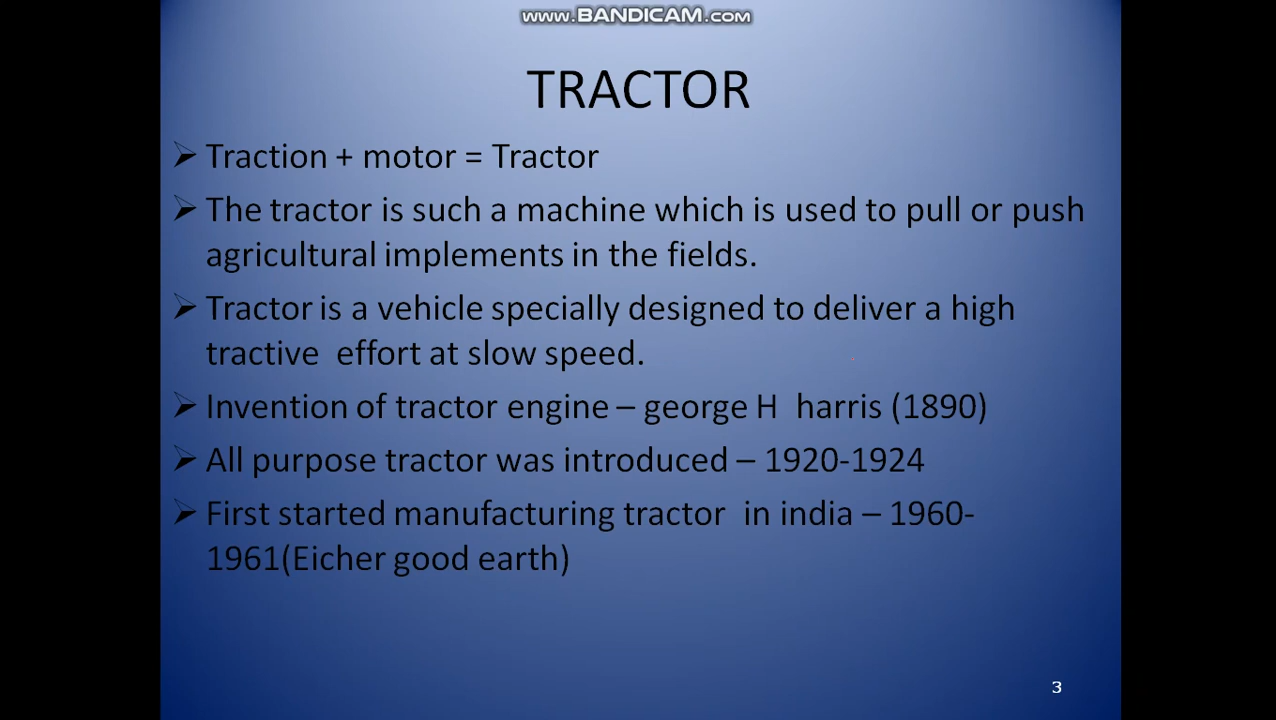 www.BANDICAM.com
TRACTOR
➢ Traction + motor = Tractor
➢ The tractor is such a machine which is used to pull or push
agricultural implements in the fields.
➢ Tractor is a vehicle specially designed to deliver a high
tractive  effort at slow speed.
➢ Invention of tractor engine – george H  harris (1890)
➢ All purpose tractor was introduced – 1920-1924
➢ First started manufacturing tractor  in india – 1960-
1961(Eicher good earth)
3